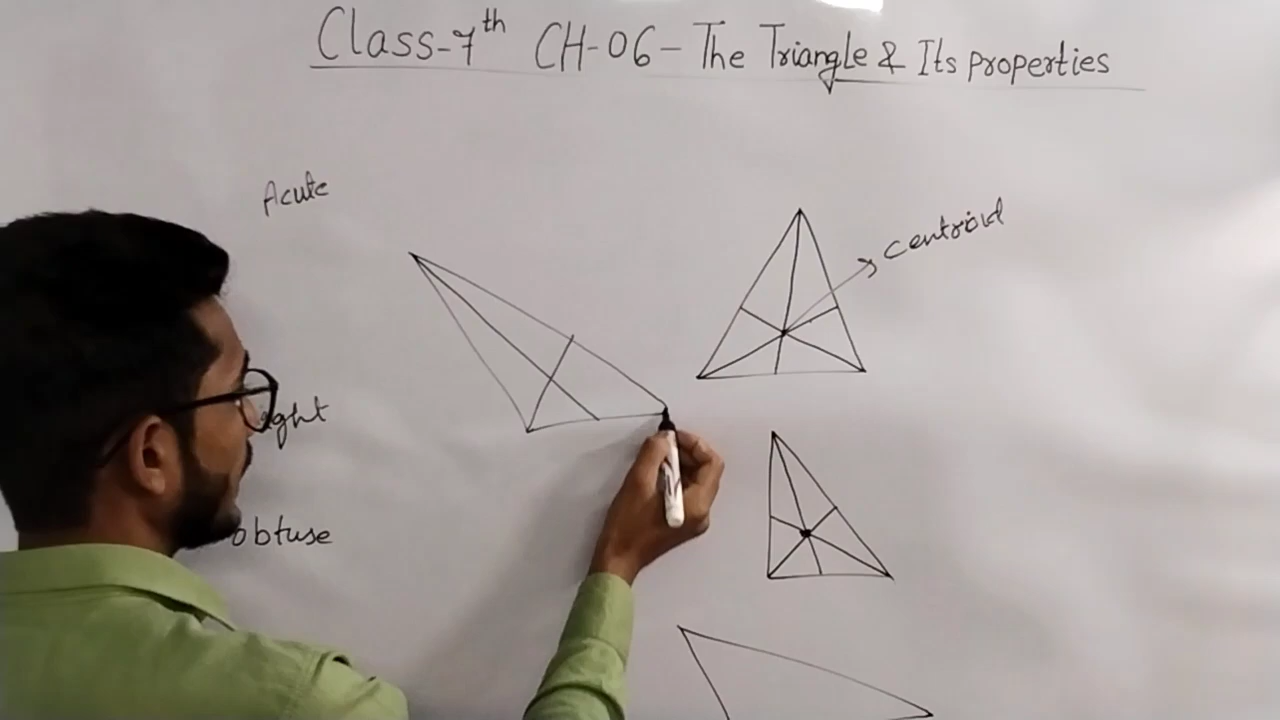 Class-7th CH-06- The Triangle & Its properties
Acute
centroid
obtuse